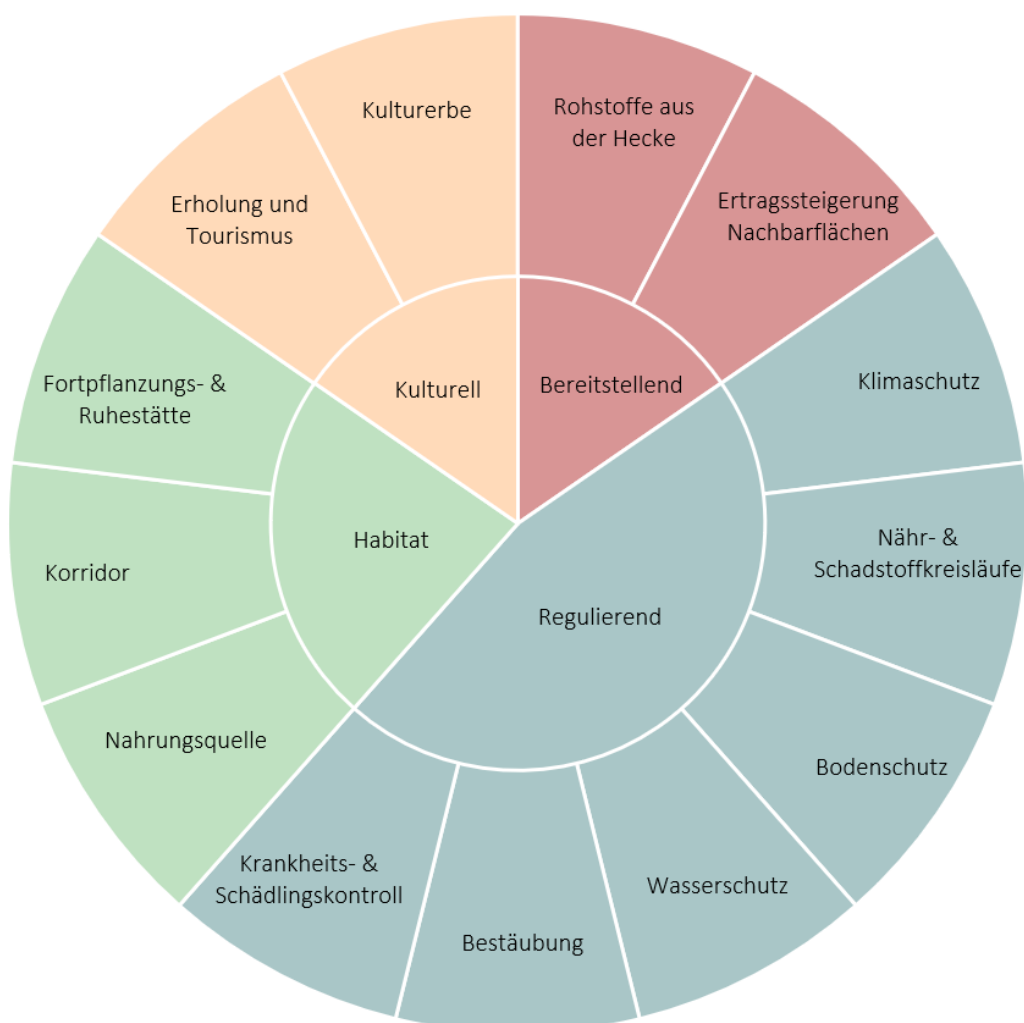 Kulturerbe
Rohstoffe aus
der Hecke
Erholung und
Tourismus
Ertragssteigerung
Nachbarflächen
Fortpflanzungs- &
Ruhestätte
Kulturell
Bereitstellend
Klimaschutz
Korridor
Habitat
Nähr- &
Schadstoffkreisläufe
Regulierend
Nahrungsquelle
Bodenschutz
Krankheits- &
Schädlingskontroll
Bestäubung
Wasserschutz